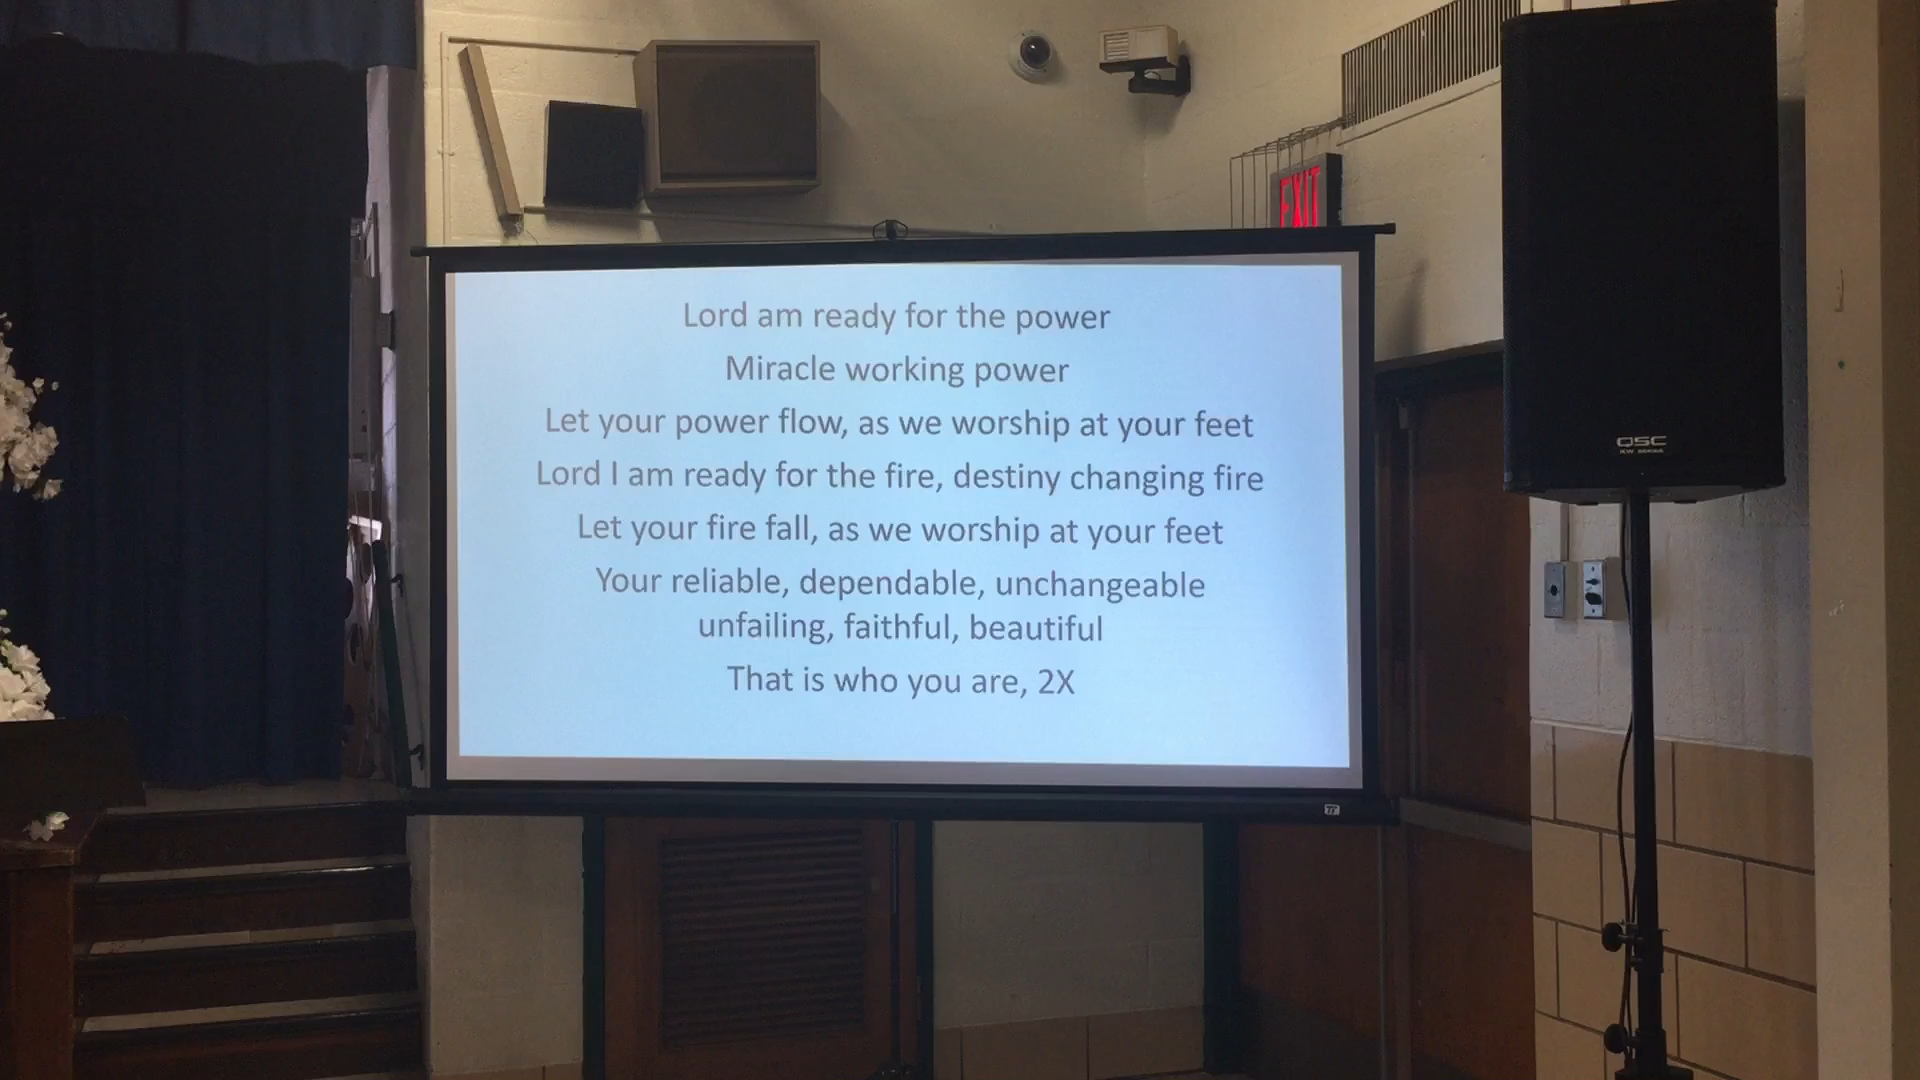 EXIT
Lord am ready for the power
Miracle working power
Let your power flow, as we worship at your feet
Lord I am ready for the fire, destiny changing fire
Let your fire fall, as we worship at your feet
Your reliable, dependable, unchangeable
unfailing, faithful, beautiful
That is who you are, 2X
QSC
KW SERIES